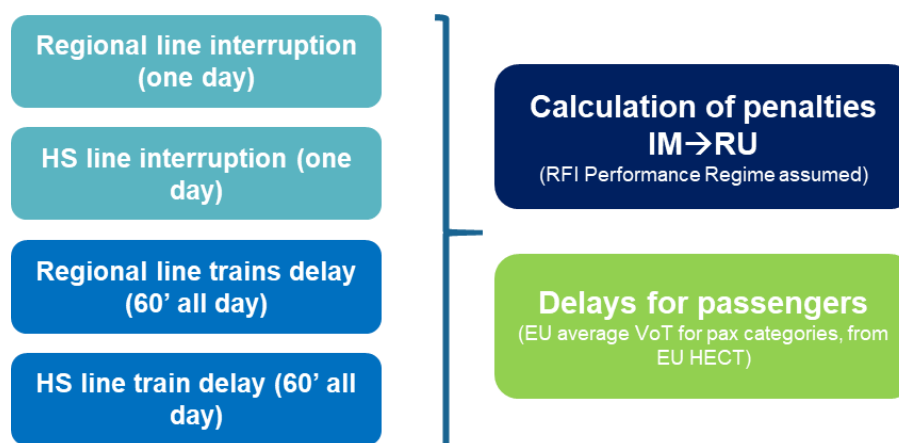 Regional line interruption
(one day)
HS line interruption (one
day)
Regional line trains delay
(60' all day)
HS line train delay (60' all
day)
Calculation of penalties
IM→RU
(RFI Performance Regime assumed)
Delays for passengers
(EU average VoT for pax categories, from
EU HECT)